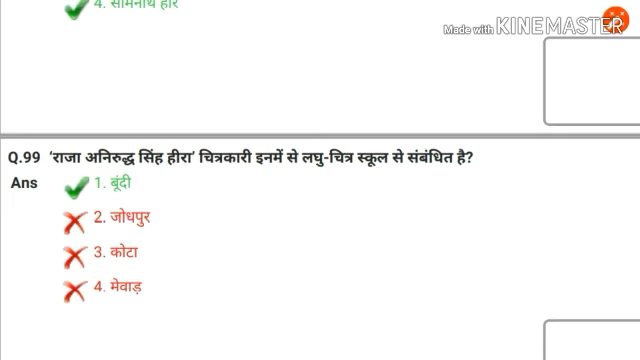 4. सोमनाथ होर
Made with KINEMASTER
Q.99 ‘राजा अनिरुद्ध सिंह हीरा’ चित्रकारी इनमें से लघु-चित्र स्कूल से संबंधित है?
Ans 1. बूंदी
2. जोधपुर
3. कोटा
4. मेवाड़